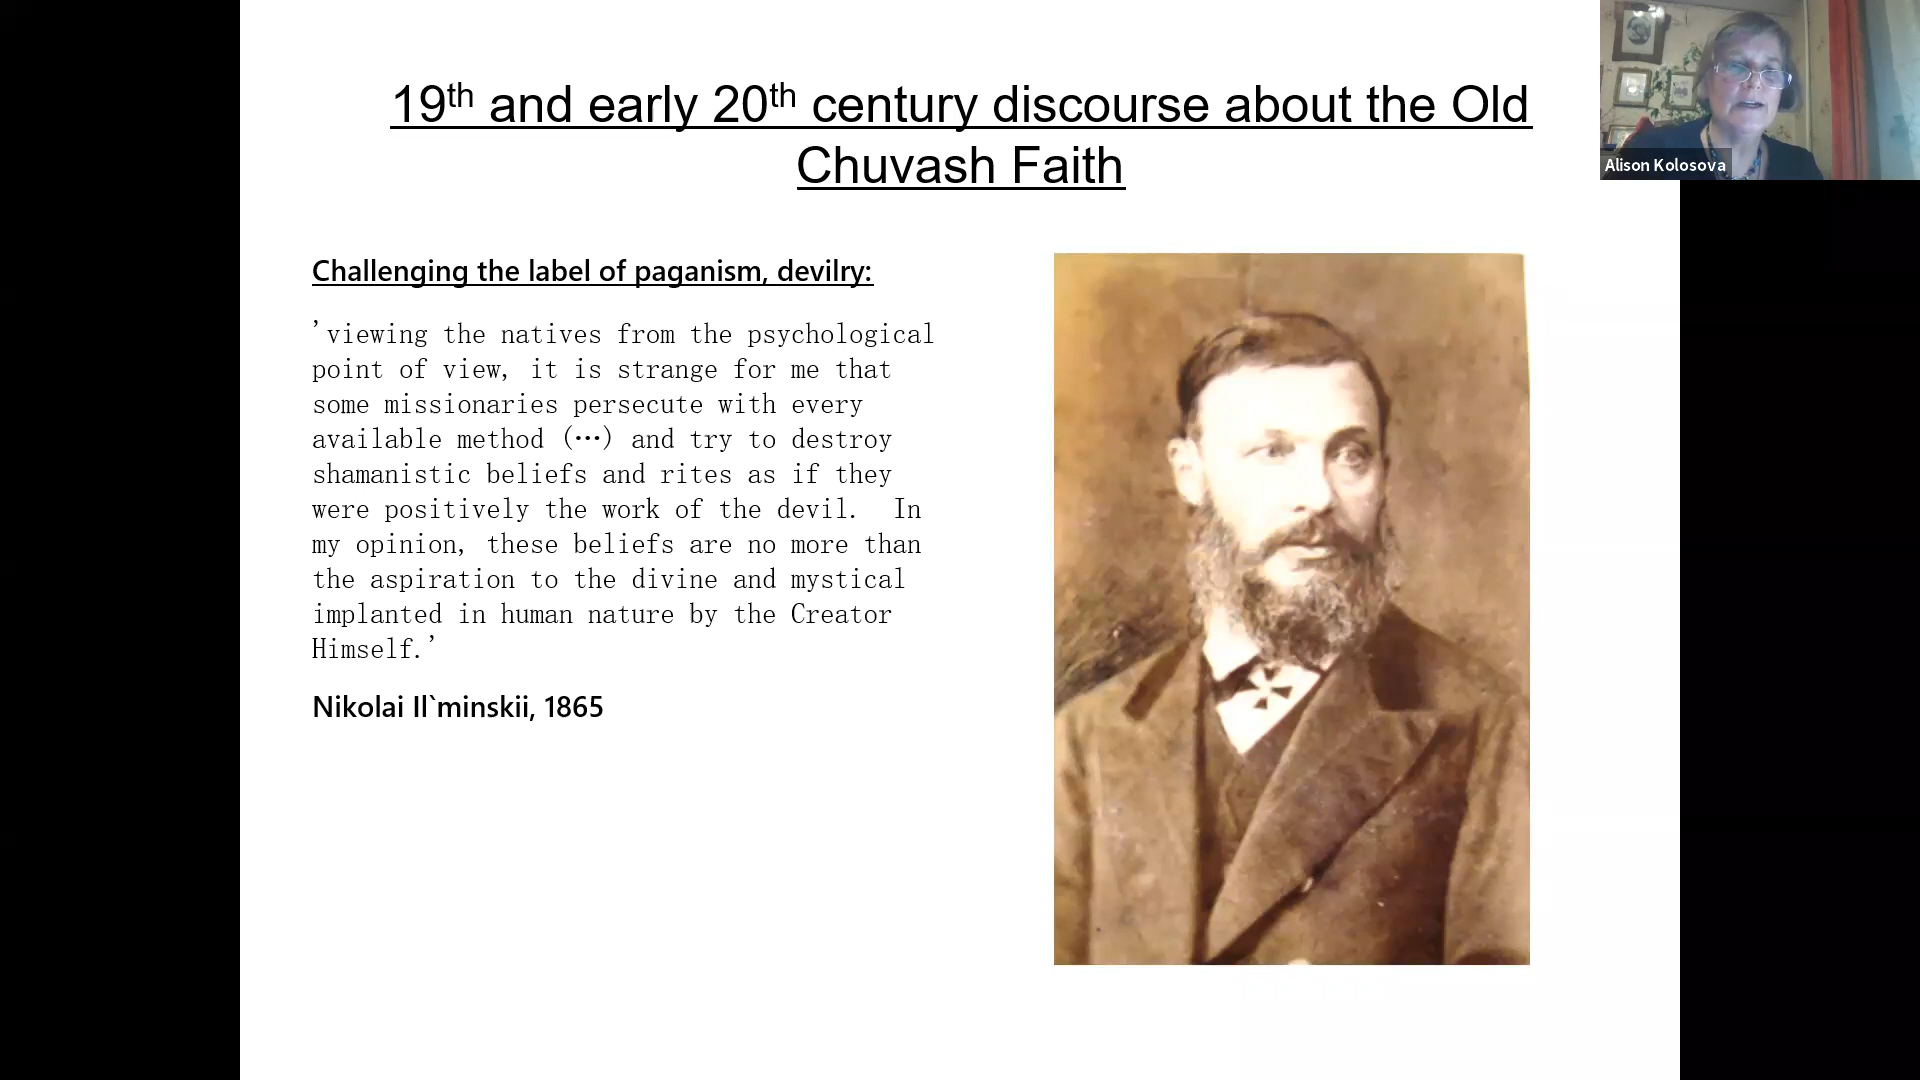 19th and early 20th century discourse about the Old
Chuvash Faith
Alison Kolosova
Challenging the label of paganism, devilry:
’viewing the natives from the psychological
point of view, it is strange for me that
some missionaries persecute with every
available method (…) and try to destroy
shamanistic beliefs and rites as if they
were positively the work of the devil.  In
my opinion, these beliefs are no more than
the aspiration to the divine and mystical
implanted in human nature by the Creator
Himself.’
Nikolai Il`minskii, 1865